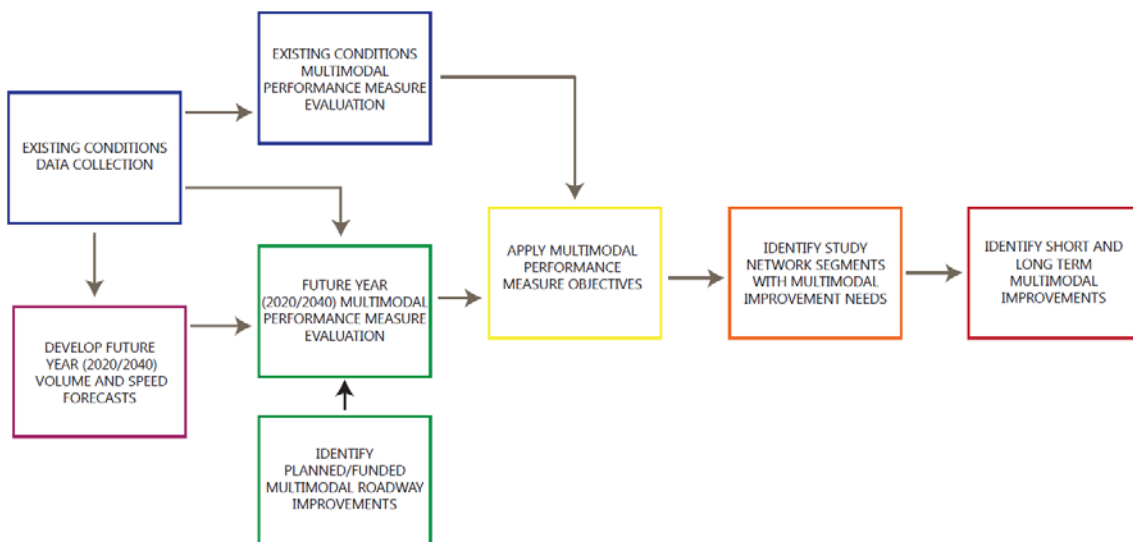 EXISTING CONDITIONS
DATA COLLECTION
EXISTING CONDITIONS
MULTIMODAL
PERFORMANCE MEASURE
EVALUATION
DEVELOP FUTURE
YEAR (2020/2040)
VOLUME AND SPEED
FORECASTS
FUTURE YEAR
(2020/2040) MULTIMODAL
PERFORMANCE MEASURE
EVALUATION
IDENTIFY
PLANNED/FUNDED
MULTIMODAL ROADWAY
IMPROVEMENTS
APPLY MULTIMODAL
PERFORMANCE
MEASURE OBJECTIVES
IDENTIFY STUDY
NETWORK SEGMENTS
WITH MULTIMODAL
IMPROVEMENT NEEDS
IDENTIFY SHORT AND
LONG TERM
MULTIMODAL
IMPROVEMENTS